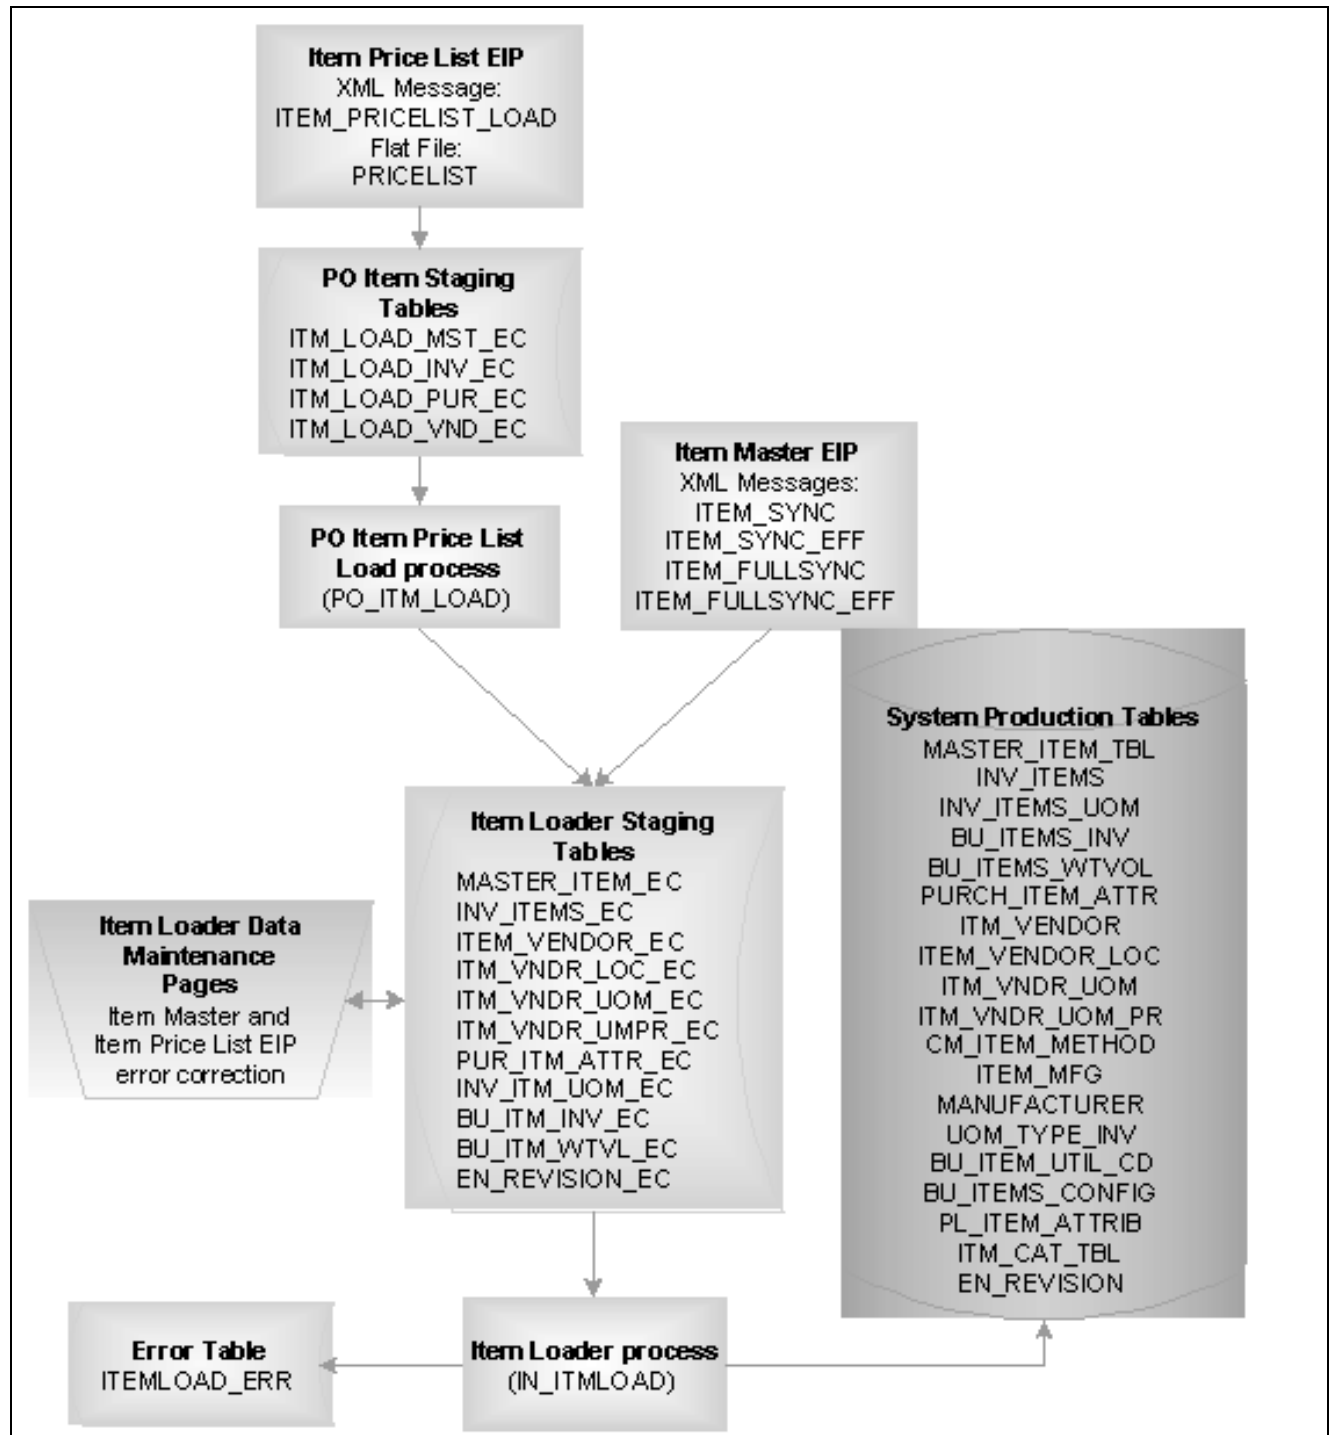 Item Price List EIP
XML Message:
ITEM_PRICELIST_LOAD
Flat File:
PRICELIST
PO Item Staging
Tables
ITM_LOAD_MST_EC
ITM_LOAD_INV_EC
ITM_LOAD_PUR_EC
ITM_LOAD_VND_EC
PO Item Price List
Load process
(PO_ITM_LOAD)
Item Master EIP
XML Messages:
ITEM_SYNC
ITEM_SYNC_EFF
ITEM_FULLSYNC
ITEM_FULLSYNC_EFF
System Production Tables
MASTER_ITEM_TBL
INV_ITEMS
INV_ITEMS_UOM
BU_ITEMS_INV
BU_ITEMS_WTVOL
PURCH_ITEM_ATTR
ITM_VENDOR
ITEM_VENDOR_LOC
ITM_VNDR_UOM
ITM_VNDR_UOM_PR
CM_ITEM_METHOD
ITEM_MFG
MANUFACTURER
UOM_TYPE_INV
BU_ITEM_UTIL_CD
BU_ITEMS_CONFIG
PL_ITEM_ATTRIB
ITM_CAT_TBL
EN_REVISION
Item Loader Staging
Tables
MASTER_ITEM_EC
INV_ITEMS_EC
ITEM_VENDOR_EC
ITM_VNDR_LOC_EC
ITM_VNDR_UOM_EC
ITM_VNDR_UMPR_EC
PUR_ITM_ATTR_EC
INV_ITM_UOM_EC
BU_ITM_INV_EC
BU_ITM_WTVL_EC
EN_REVISION_EC
Item Loader Data
Maintenance
Pages
Item Master and
Item Price List EIP
error correction
Error Table
ITEMLOAD_ERR
Item Loader process
(IN_ITMLOAD)